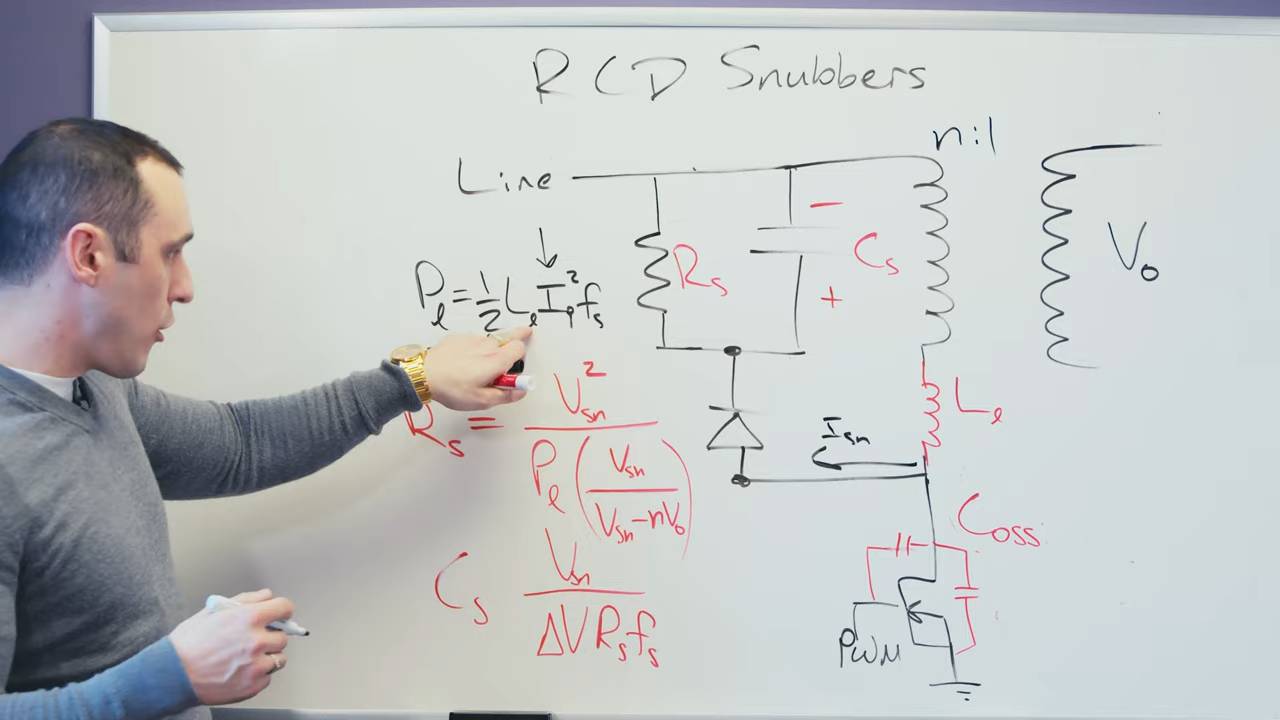 RCD Snubbers
n:1
Line
− Cs
Rs
+
Vo
Pℓ = 1/2 Lℓ Ip² fs
Rs = Vsn² / Pℓ (Vsn / Vsn − nVo)
Lℓ
Isn
Cs Vsn / ΔV Rs fs
Coss
PWM